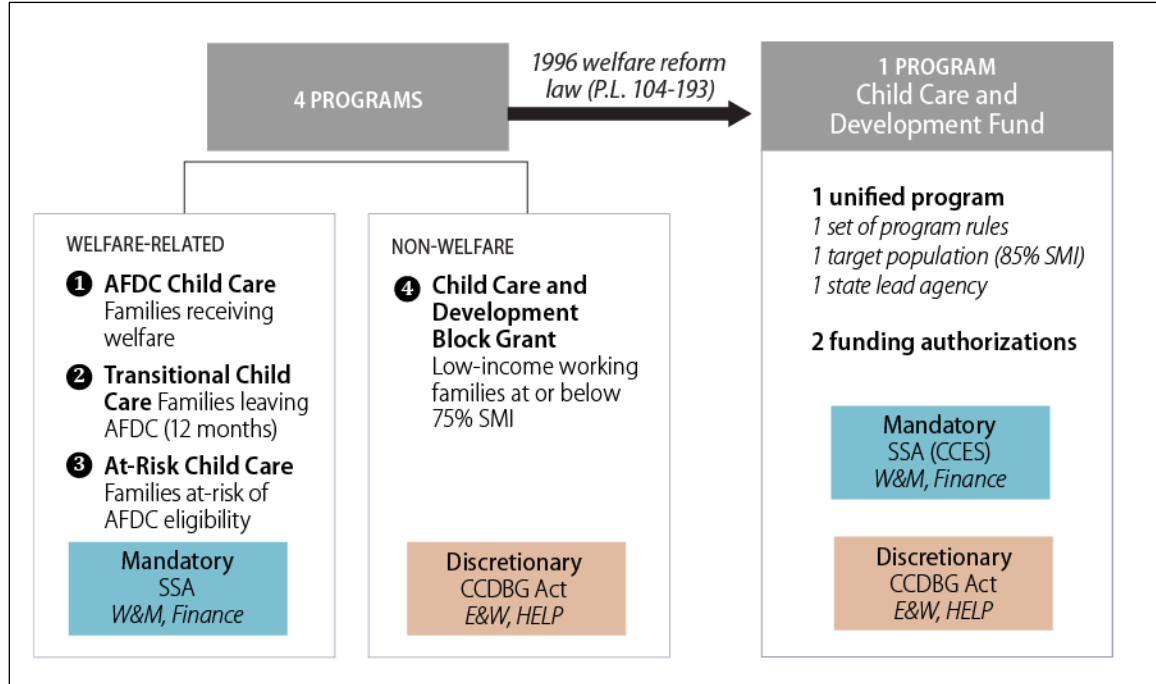 4 PROGRAMS
1996 welfare reform
law (P.L. 104-193)
1 PROGRAM
Child Care and
Development Fund
WELFARE-RELATED
❶ AFDC Child Care
Families receiving
welfare
❷ Transitional Child
Care Families leaving
AFDC (12 months)
❸ At-Risk Child Care
Families at-risk of
AFDC eligibility
Mandatory
SSA
W&M, Finance
NON-WELFARE
❹ Child Care and
Development
Block Grant
Low-income working
families at or below
75% SMI
Discretionary
CCDBG Act
E&W, HELP
1 unified program
1 set of program rules
1 target population (85% SMI)
1 state lead agency
2 funding authorizations
Mandatory
SSA (CCES)
W&M, Finance
Discretionary
CCDBG Act
E&W, HELP